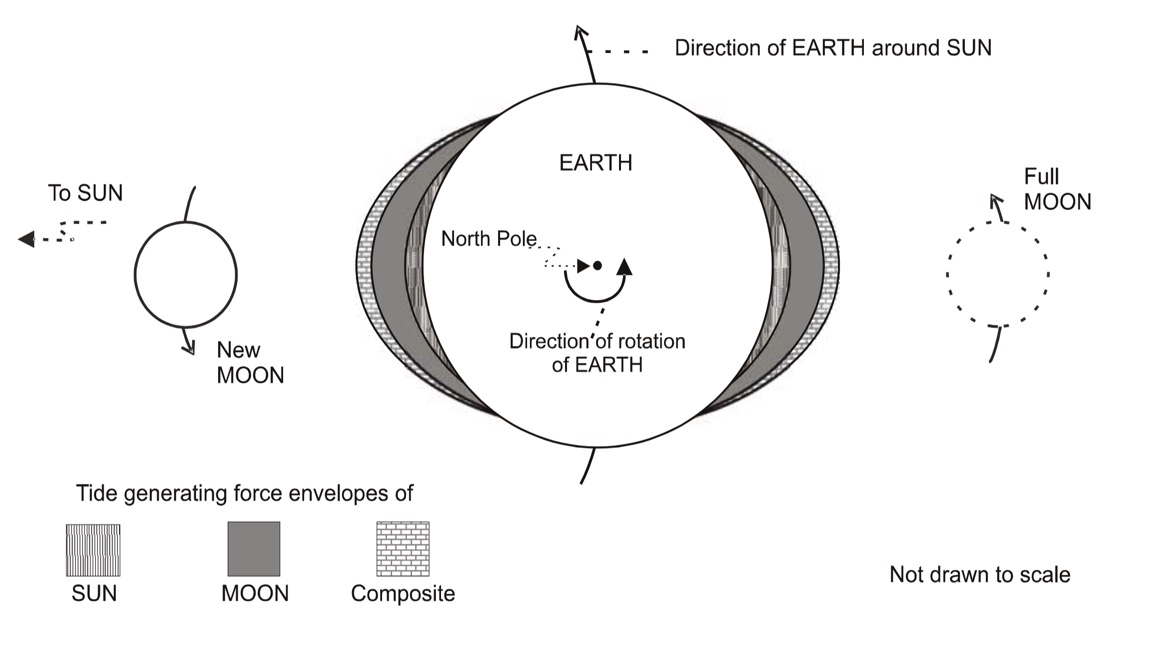 Direction of EARTH around SUN
EARTH
To SUN
Full
MOON
North Pole
New
MOON
Direction of rotation
of EARTH
Tide generating force envelopes of
SUN
MOON
Composite
Not drawn to scale